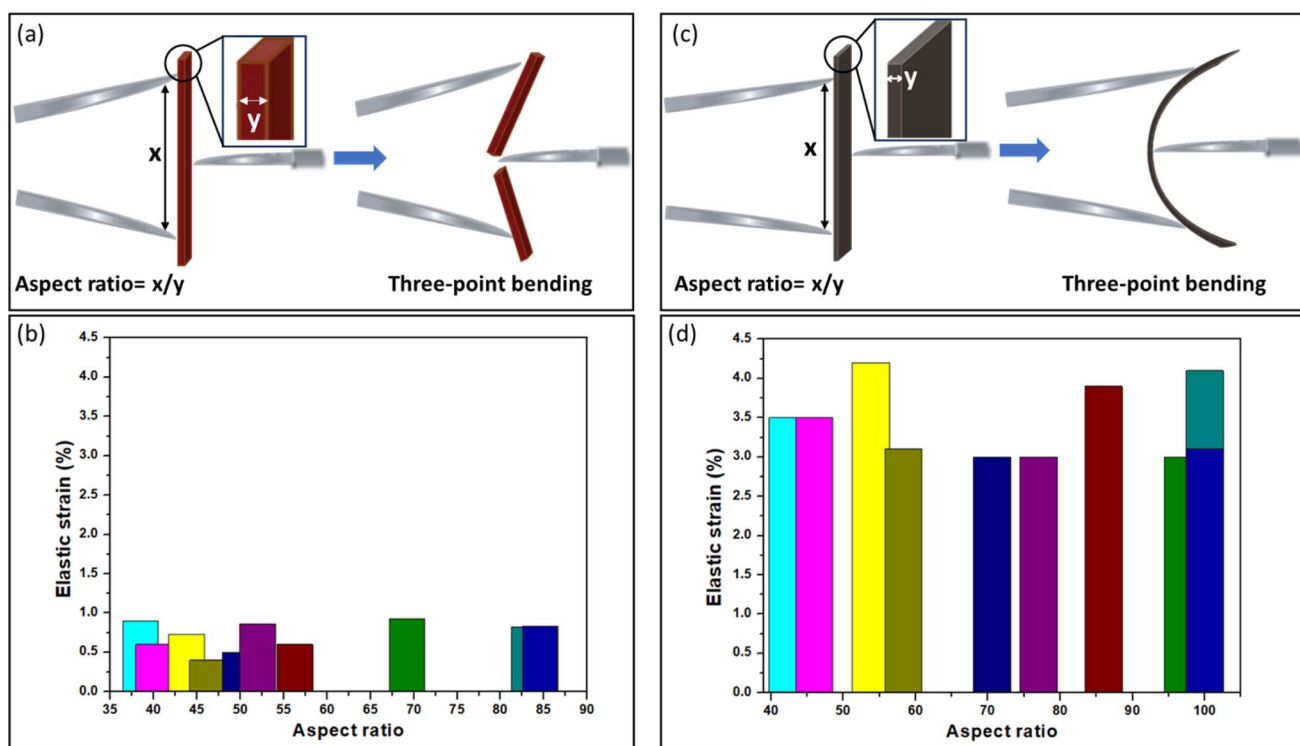 (a)
y
x
Aspect ratio= x/y
Three-point bending
(c)
y
x
Aspect ratio= x/y
Three-point bending
(b)
4.5
4.0
3.5
3.0
2.5
2.0
1.5
1.0
0.5
0.0
Elastic strain (%)
35 40 45 50 55 60 65 70 75 80 85 90
Aspect ratio
(d)
4.5
4.0
3.5
3.0
2.5
2.0
1.5
1.0
0.5
0.0
Elastic strain (%)
40 50 60 70 80 90 100
Aspect ratio